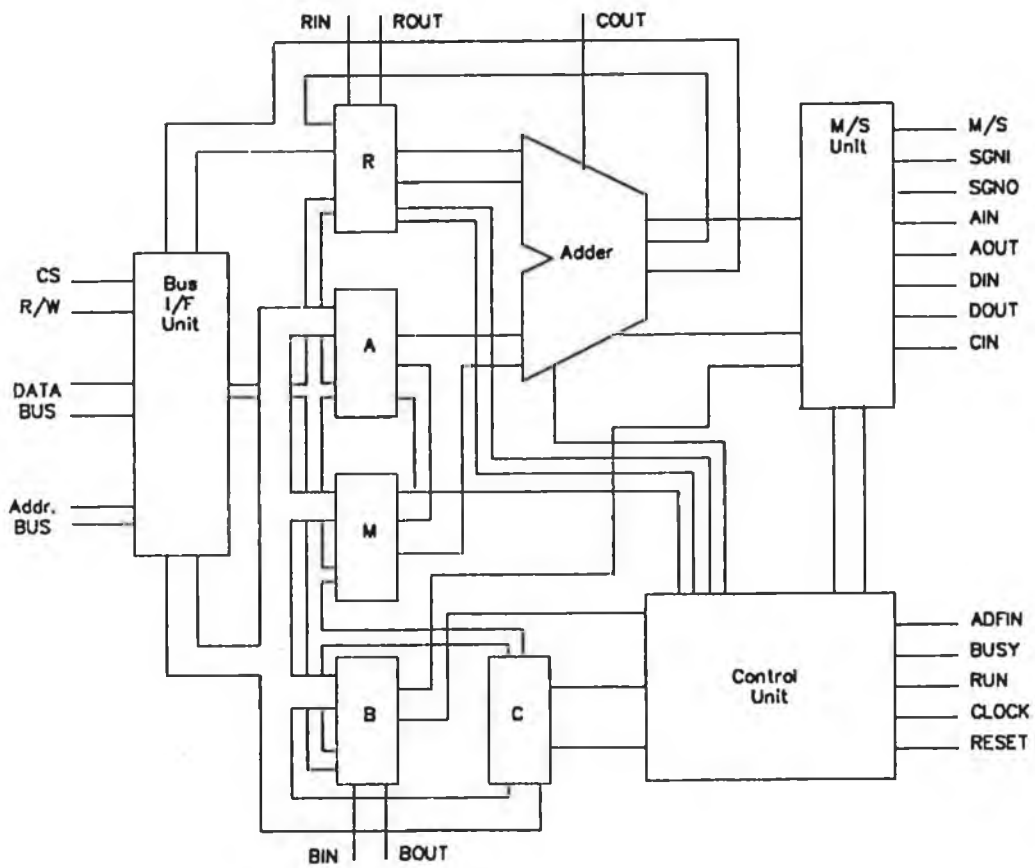 RIN
ROUT
COUT
R
Adder
M/S
Unit
M/S
SGNI
SGNO
AIN
AOUT
DIN
DOUT
CIN
CS
R/W
DATA
BUS
Addr.
BUS
Bus
I/F
Unit
A
M
B
C
Control
Unit
ADFIN
BUSY
RUN
CLOCK
RESET
BIN
BOUT